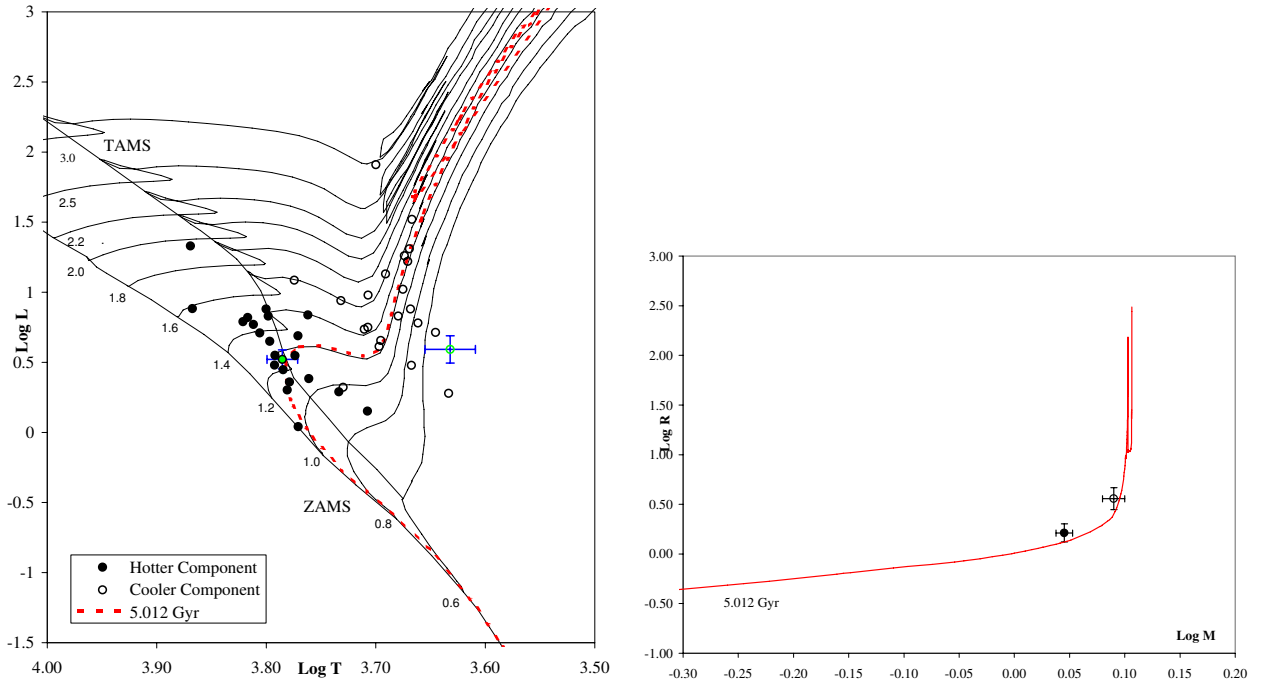 3
2.5
2
1.5
1
0.5
0
-0.5
-1
-1.5
Log L
TAMS
3.0
2.5
2.2
2.0
1.8
1.6
1.4
1.2
1.0
0.8
0.6
ZAMS
Hotter Component
Cooler Component
5.012 Gyr
4.00 3.90 3.80 3.70 3.60 3.50
Log T
3.00
2.50
2.00
1.50
1.00
0.50
0.00
-0.50
-1.00
Log R
5.012 Gyr
Log M
-0.30 -0.25 -0.20 -0.15 -0.10 -0.05 0.00 0.05 0.10 0.15 0.20